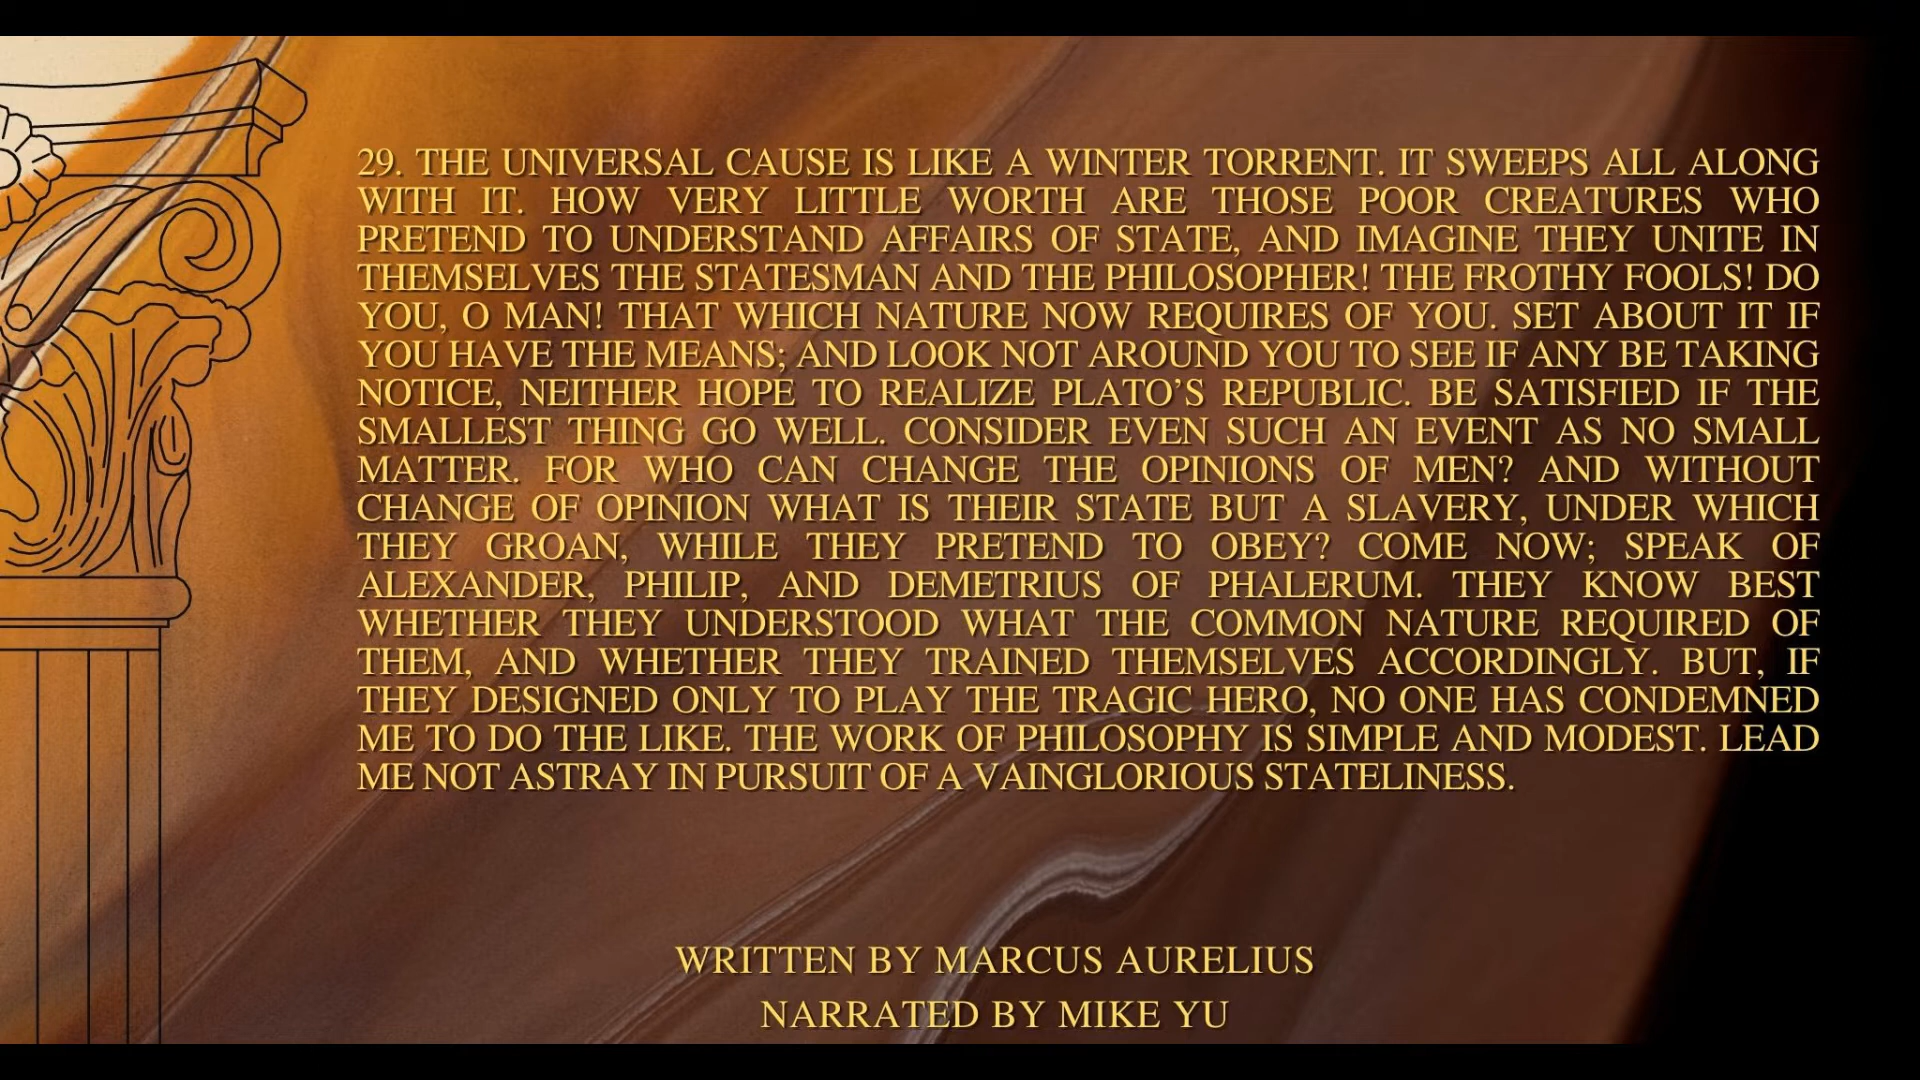 29. THE UNIVERSAL CAUSE IS LIKE A WINTER TORRENT. IT SWEEPS ALL ALONG
WITH IT. HOW VERY LITTLE WORTH ARE THOSE POOR CREATURES WHO
PRETEND TO UNDERSTAND AFFAIRS OF STATE, AND IMAGINE THEY UNITE IN
THEMSELVES THE STATESMAN AND THE PHILOSOPHER! THE FROTHY FOOLS! DO
YOU, O MAN! THAT WHICH NATURE NOW REQUIRES OF YOU. SET ABOUT IT IF
YOU HAVE THE MEANS; AND LOOK NOT AROUND YOU TO SEE IF ANY BE TAKING
NOTICE, NEITHER HOPE TO REALIZE PLATO'S REPUBLIC. BE SATISFIED IF THE
SMALLEST THING GO WELL. CONSIDER EVEN SUCH AN EVENT AS NO SMALL
MATTER. FOR WHO CAN CHANGE THE OPINIONS OF MEN? AND WITHOUT
CHANGE OF OPINION WHAT IS THEIR STATE BUT A SLAVERY, UNDER WHICH
THEY GROAN, WHILE THEY PRETEND TO OBEY? COME NOW; SPEAK OF
ALEXANDER, PHILIP, AND DEMETRIUS OF PHALERUM. THEY KNOW BEST
WHETHER THEY UNDERSTOOD WHAT THE COMMON NATURE REQUIRED OF
THEM, AND WHETHER THEY TRAINED THEMSELVES ACCORDINGLY. BUT, IF
THEY DESIGNED ONLY TO PLAY THE TRAGIC HERO, NO ONE HAS CONDEMNED
ME TO DO THE LIKE. THE WORK OF PHILOSOPHY IS SIMPLE AND MODEST. LEAD
ME NOT ASTRAY IN PURSUIT OF A VAINGLORIOUS STATELINESS.
WRITTEN BY MARCUS AURELIUS
NARRATED BY MIKE YU